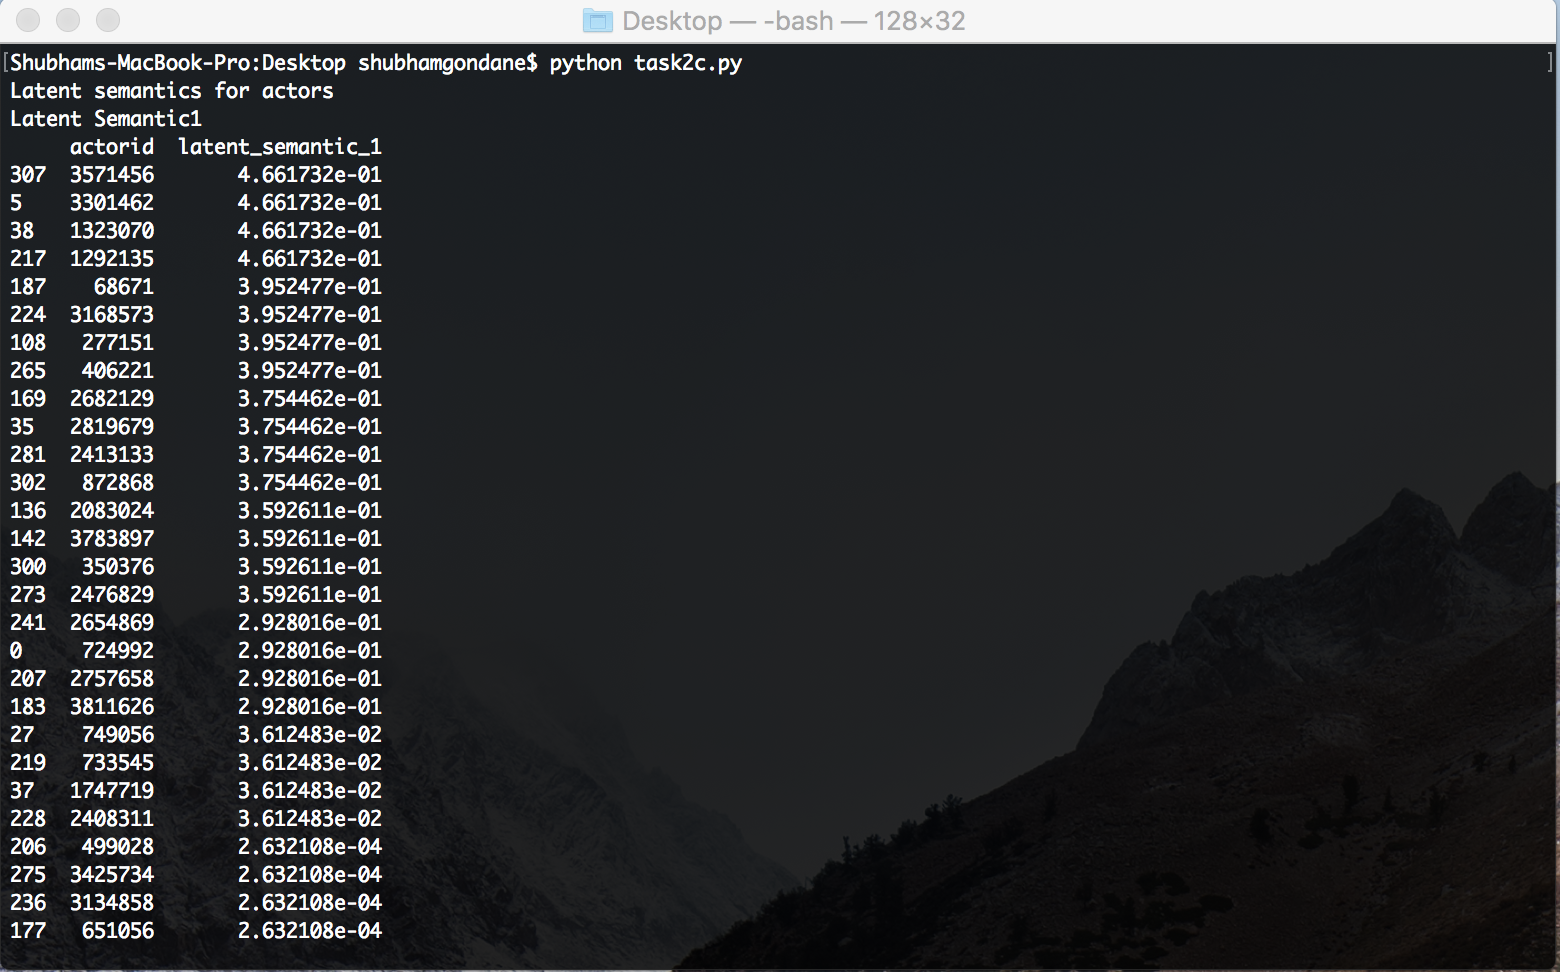 Desktop — -bash — 128×32
[Shubhams-MacBook-Pro:Desktop shubhamgondane$ python task2c.py ]
Latent semantics for actors
Latent Semantic1
     actorid  latent_semantic_1
307  3571456       4.661732e-01
5    3301462       4.661732e-01
38   1323070       4.661732e-01
217  1292135       4.661732e-01
187    68671       3.952477e-01
224  3168573       3.952477e-01
108   277151       3.952477e-01
265   406221       3.952477e-01
169  2682129       3.754462e-01
35   2819679       3.754462e-01
281  2413133       3.754462e-01
302   872868       3.754462e-01
136  2083024       3.592611e-01
142  3783897       3.592611e-01
300   350376       3.592611e-01
273  2476829       3.592611e-01
241  2654869       2.928016e-01
0     724992       2.928016e-01
207  2757658       2.928016e-01
183  3811626       2.928016e-01
27    749056       3.612483e-02
219   733545       3.612483e-02
37   1747719       3.612483e-02
228  2408311       3.612483e-02
206   499028       2.632108e-04
275  3425734       2.632108e-04
236  3134858       2.632108e-04
177   651056       2.632108e-04